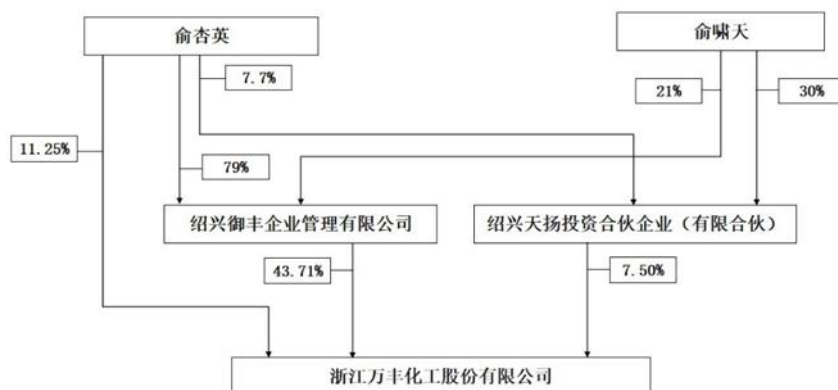 俞杏英
俞啸天
7.7%
21%
30%
11.25%
79%
绍兴御丰企业管理有限公司
绍兴天扬投资合伙企业（有限合伙）
43.71%
7.50%
浙江万丰化工股份有限公司